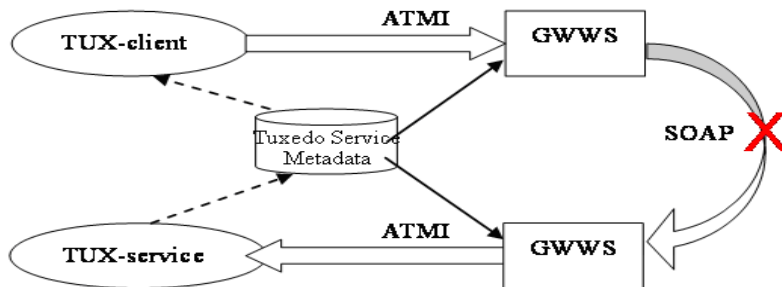 ATMI
GWWS
TUX-client
SOAP
Tuxedo Service
Metadata
ATMI
GWWS
TUX-service